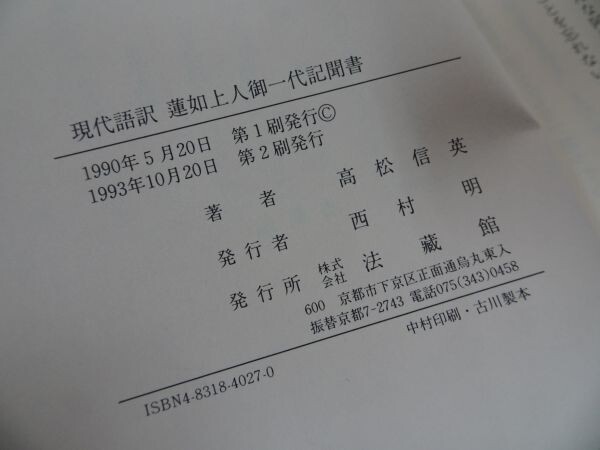 現代語訳 蓮如上人御一代記聞書
1990年5月20日 第1刷発行©
1993年10月20日 第2刷発行
著者 高松信英
発行者 西村明
発行所 株式会社 法藏館
600 京都市下京区正面通烏丸東入
振替京都7-2743 電話075(343)0458
中村印刷・古川製本
ISBN4-8318-4027-0